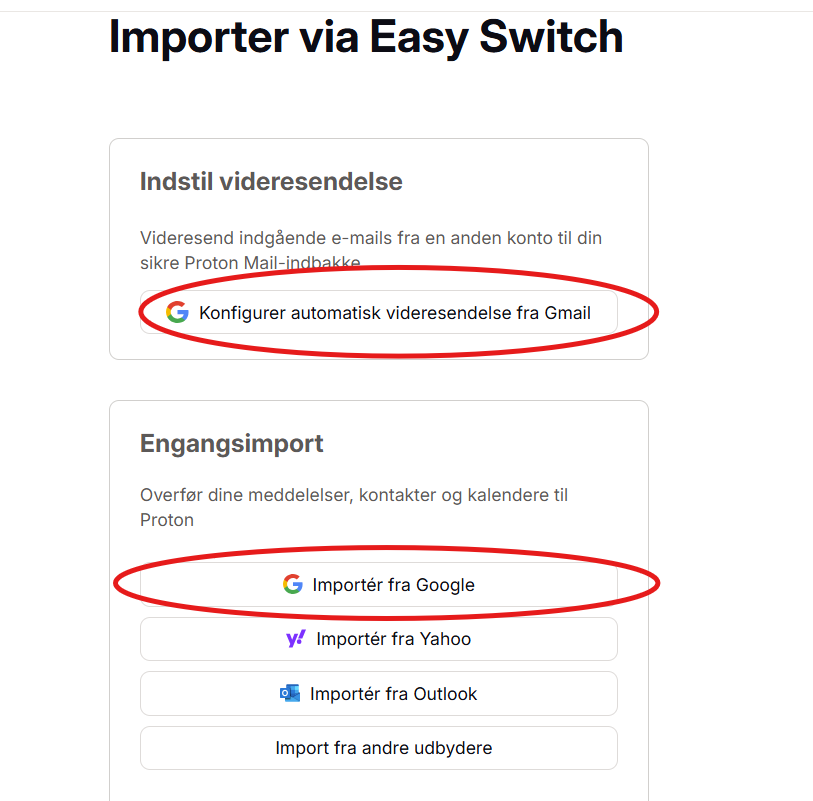 Importer via Easy Switch
Indstil videresendelse
Videresend indgående e-mails fra en anden konto til din
sikre Proton Mail-indbakke
Konfigurer automatisk videresendelse fra Gmail
Engangsimport
Overfør dine meddelelser, kontakter og kalendere til
Proton
Importér fra Google
y! Importér fra Yahoo
Importér fra Outlook
Import fra andre udbydere